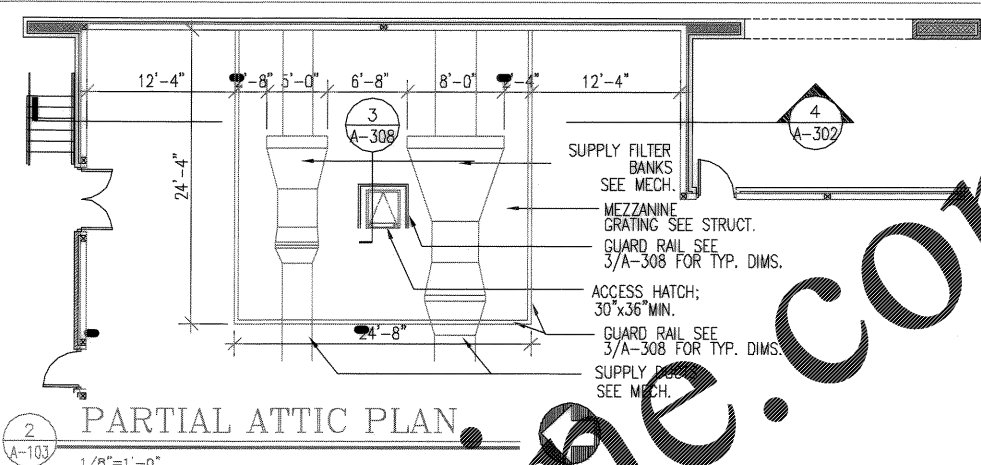 12'-4"
'-8"
5'-0"
6'-8"
8'-0"
'-4"
12'-4"
24'-4"
3
A-308
4
A-302
SUPPLY FILTER
BANKS
SEE MECH.
MEZZANINE
GRATING SEE STRUCT.
GUARD RAIL SEE
3/A-308 FOR TYP. DIMS.
ACCESS HATCH;
30"x36"MIN.
GUARD RAIL SEE
3/A-308 FOR TYP. DIMS.
24'-8"
SUPPLY DUCTS
SEE MECH.
2
A-103
PARTIAL ATTIC PLAN
1/8"=1'-0"